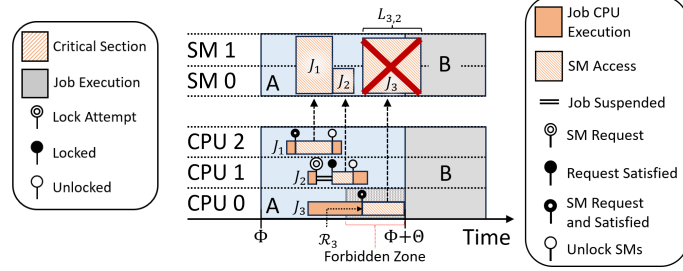 Critical Section
Job Execution
Lock Attempt
Locked
Unlocked
L3,2
SM 1
SM 0
A
J1
J2
J3
B
CPU 2
CPU 1
CPU 0
J1
J2
J3
A
B
Φ
R3
Φ+Θ
Time
Forbidden Zone
Job CPU
Execution
SM Access
Job Suspended
SM Request
Request Satisfied
SM Request
and Satisfied
Unlock SMs